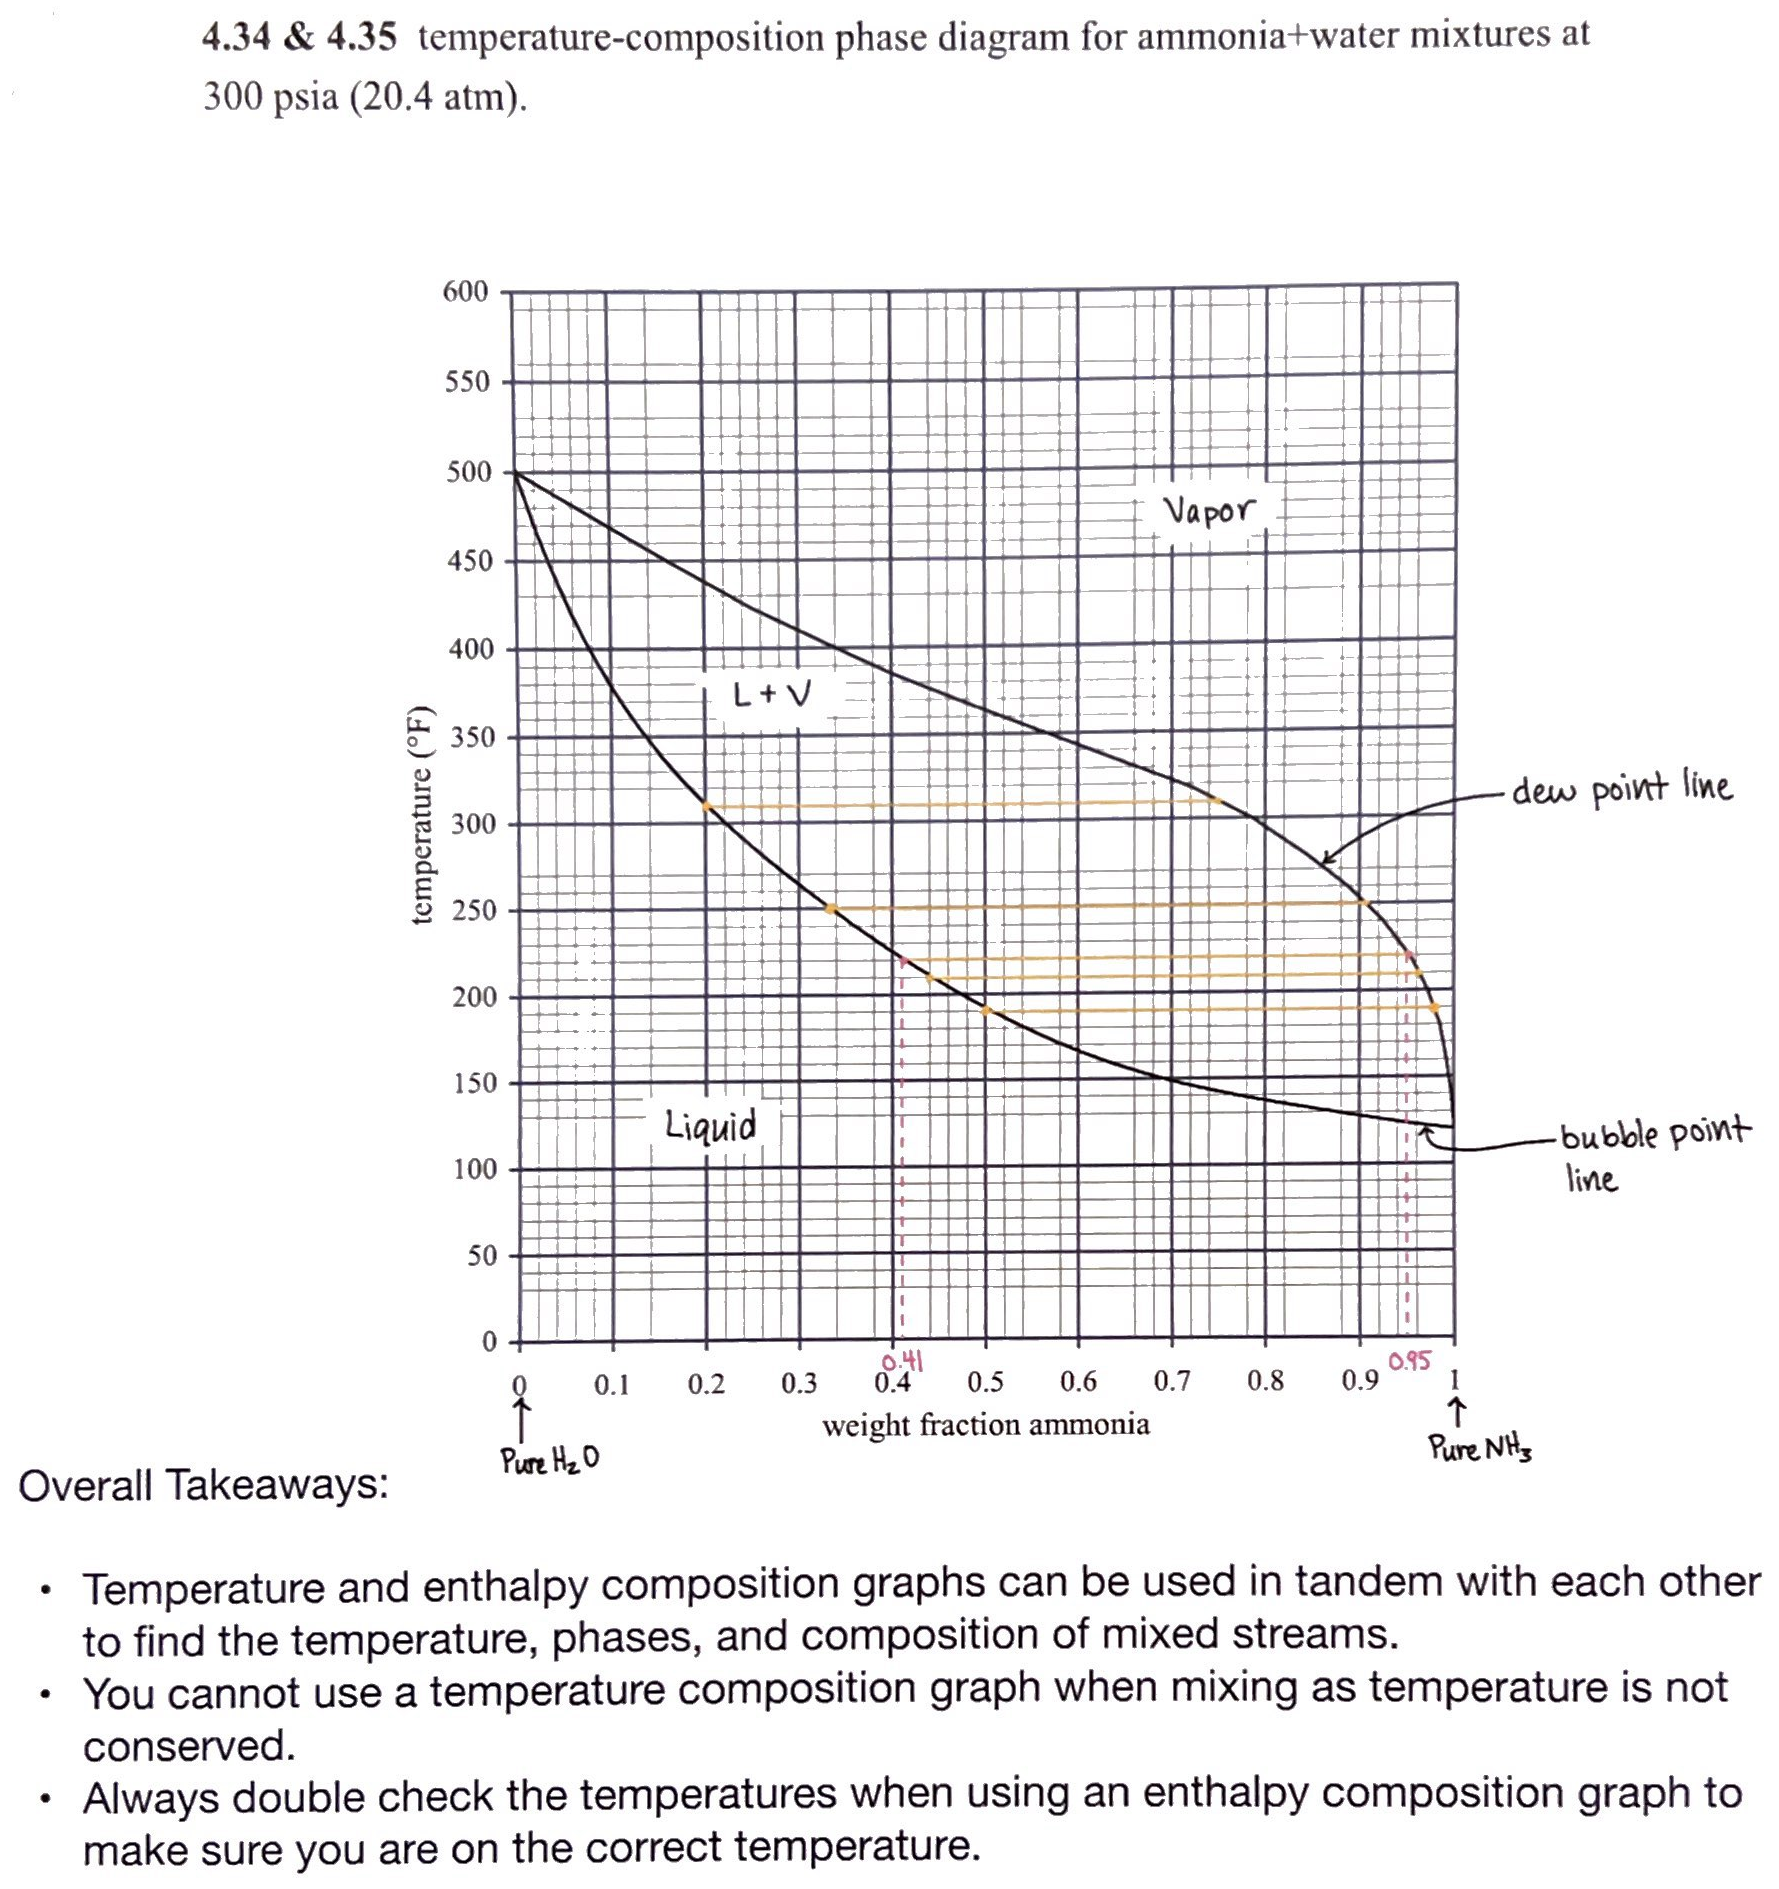 4.34 & 4.35 temperature-composition phase diagram for ammonia+water mixtures at
300 psia (20.4 atm).
600
550
500
Vapor
450
400
L + V
350
temperature (°F)
dew point line
300
250
200
150
Liquid
bubble point
line
100
50
0
0.41
0.95
0 0.1 0.2 0.3 0.4 0.5 0.6 0.7 0.8 0.9 1
weight fraction ammonia
Pure H₂O
Pure NH₃
Overall Takeaways:
• Temperature and enthalpy composition graphs can be used in tandem with each other
to find the temperature, phases, and composition of mixed streams.
• You cannot use a temperature composition graph when mixing as temperature is not
conserved.
• Always double check the temperatures when using an enthalpy composition graph to
make sure you are on the correct temperature.